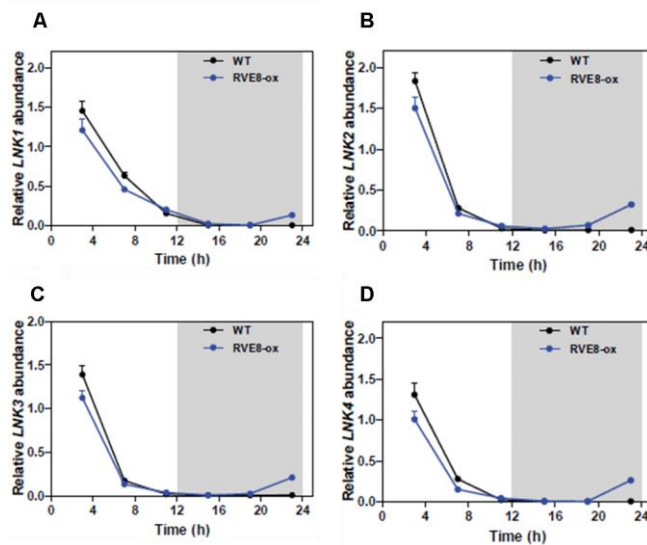 A
Relative LNK1 abundance
2.0
1.5
1.0
0.5
0.0
WT
RVE8-ox
0 4 8 12 16 20 24
Time (h)
B
Relative LNK2 abundance
2.0
1.5
1.0
0.5
0.0
WT
RVE8-ox
0 4 8 12 16 20 24
Time (h)
C
Relative LNK3 abundance
2.0
1.5
1.0
0.5
0.0
WT
RVE8-ox
0 4 8 12 16 20 24
Time (h)
D
Relative LNK4 abundance
2.0
1.5
1.0
0.5
0.0
WT
RVE8-ox
0 4 8 12 16 20 24
Time (h)